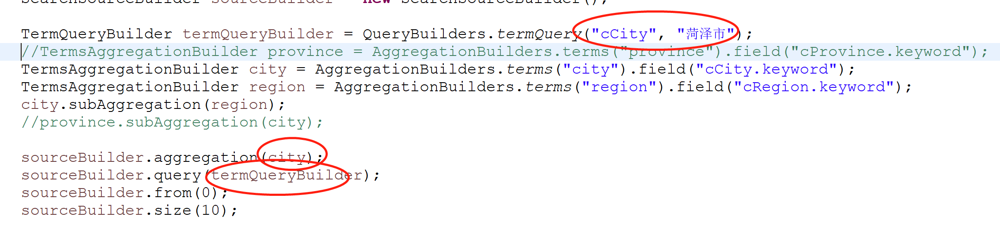 SearchSourceBuilder sourceBuilder = new SearchSourceBuilder();
TermQueryBuilder termQueryBuilder = QueryBuilders.termQuery("cCity", "菏泽市");
//TermsAggregationBuilder province = AggregationBuilders.terms("province").field("cProvince.keyword");
TermsAggregationBuilder city = AggregationBuilders.terms("city").field("cCity.keyword");
TermsAggregationBuilder region = AggregationBuilders.terms("region").field("cRegion.keyword");
city.subAggregation(region);
//province.subAggregation(city);
sourceBuilder.aggregation(city);
sourceBuilder.query(termQueryBuilder);
sourceBuilder.from(0);
sourceBuilder.size(10);